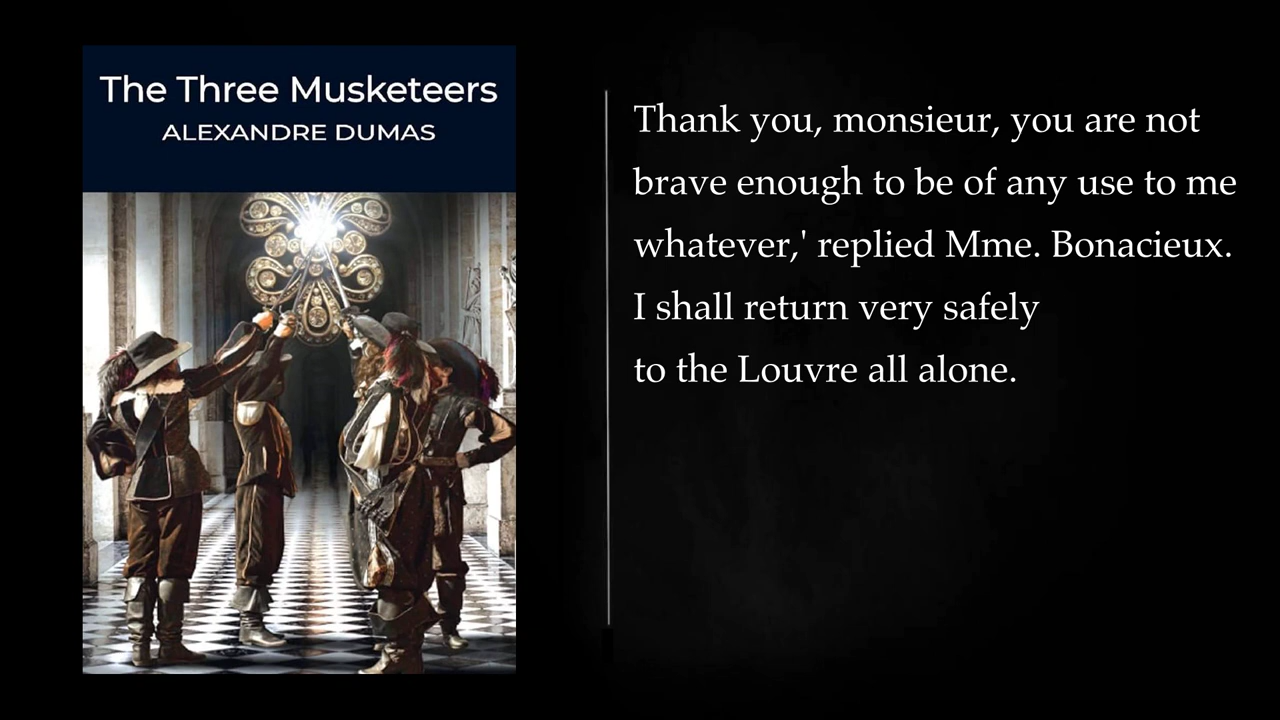 The Three Musketeers
ALEXANDRE DUMAS
Thank you, monsieur, you are not
brave enough to be of any use to me
whatever,' replied Mme. Bonacieux.
I shall return very safely
to the Louvre all alone.